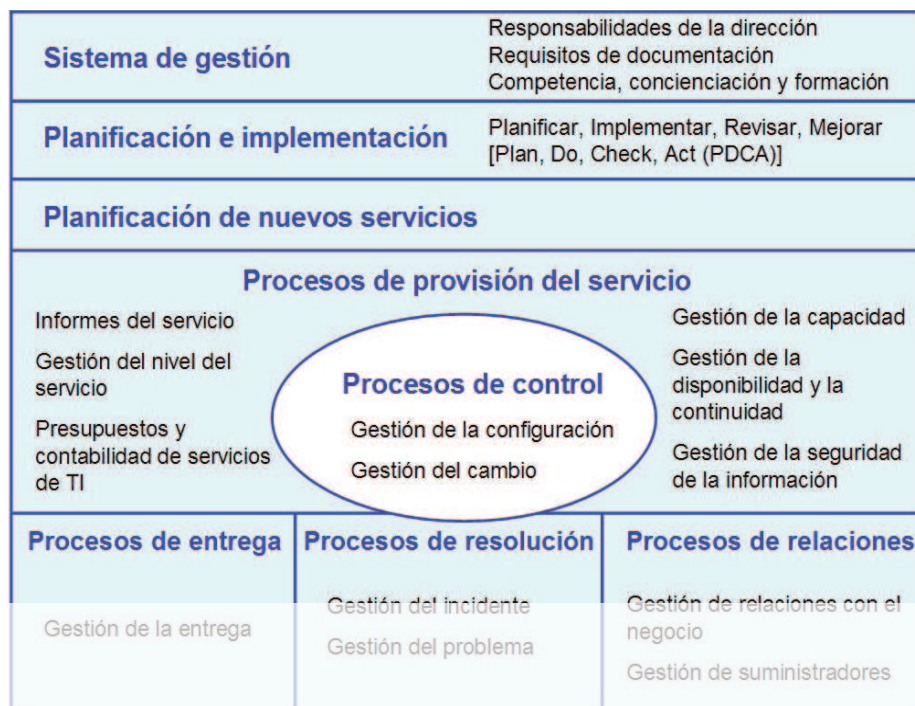 Sistema de gestión
Responsabilidades de la dirección
Requisitos de documentación
Competencia, concienciación y formación
Planificación e implementación
Planificar, Implementar, Revisar, Mejorar
[Plan, Do, Check, Act (PDCA)]
Planificación de nuevos servicios
Procesos de provisión del servicio
Informes del servicio
Gestión del nivel del
servicio
Presupuestos y
contabilidad de servicios
de TI
Procesos de control
Gestión de la configuración
Gestión del cambio
Gestión de la capacidad
Gestión de la
disponibilidad y la
continuidad
Gestión de la seguridad
de la información
Procesos de entrega
Gestión de la entrega
Procesos de resolución
Gestión del incidente
Gestión del problema
Procesos de relaciones
Gestión de relaciones con el
negocio
Gestión de suministradores